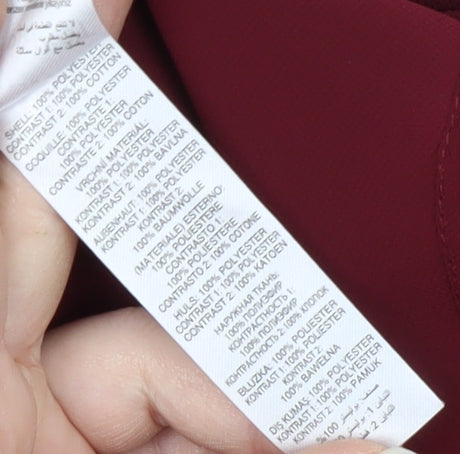 SHELL: 100% POLYESTER
CONTRAST 1: 100% POLYESTER
CONTRAST 2: 100% COTTON
COQUILLE: 100% POLYESTER
CONTRASTE 1:
100% POLYESTER
CONTRASTE 2: 100% COTON
VRCHNÍ MATERIAL:
100% POLYESTER
KONTRAST 1: 100% POLYESTER
KONTRAST 2: 100% BAVLNA
AUßENHAUT: 100% POLYESTER
KONTRAST 1: 100% POLYESTER
KONTRAST 2:
100% BAUMWOLLE
(MATERIALE) ESTERNO:
100% POLIESTERE
CONTRASTO 1:
100% POLIESTERE
CONTRASTO 2: 100% COTONE
HULS: 100% POLYESTER
CONTRAST 1: 100% POLYESTER
CONTRAST 2: 100% KATOEN
НАРУЖНАЯ ТКАНЬ:
100% ПОЛИЭФИР
КОНТРАСТНОСТЬ 1:
100% ПОЛИЭФИР
КОНТРАСТНОСТЬ 2: 100% ХЛОПОК
BLUZKA: 100% POLIESTER
KONTRAST 1: 100% POLIESTER
KONTRAST 2:
100% BAWEŁNA
DIŞ KUMAŞ: 100% POLYESTER
KONTRAST 1: 100% POLYESTER
KONTRAST 2: 100% PAMUK